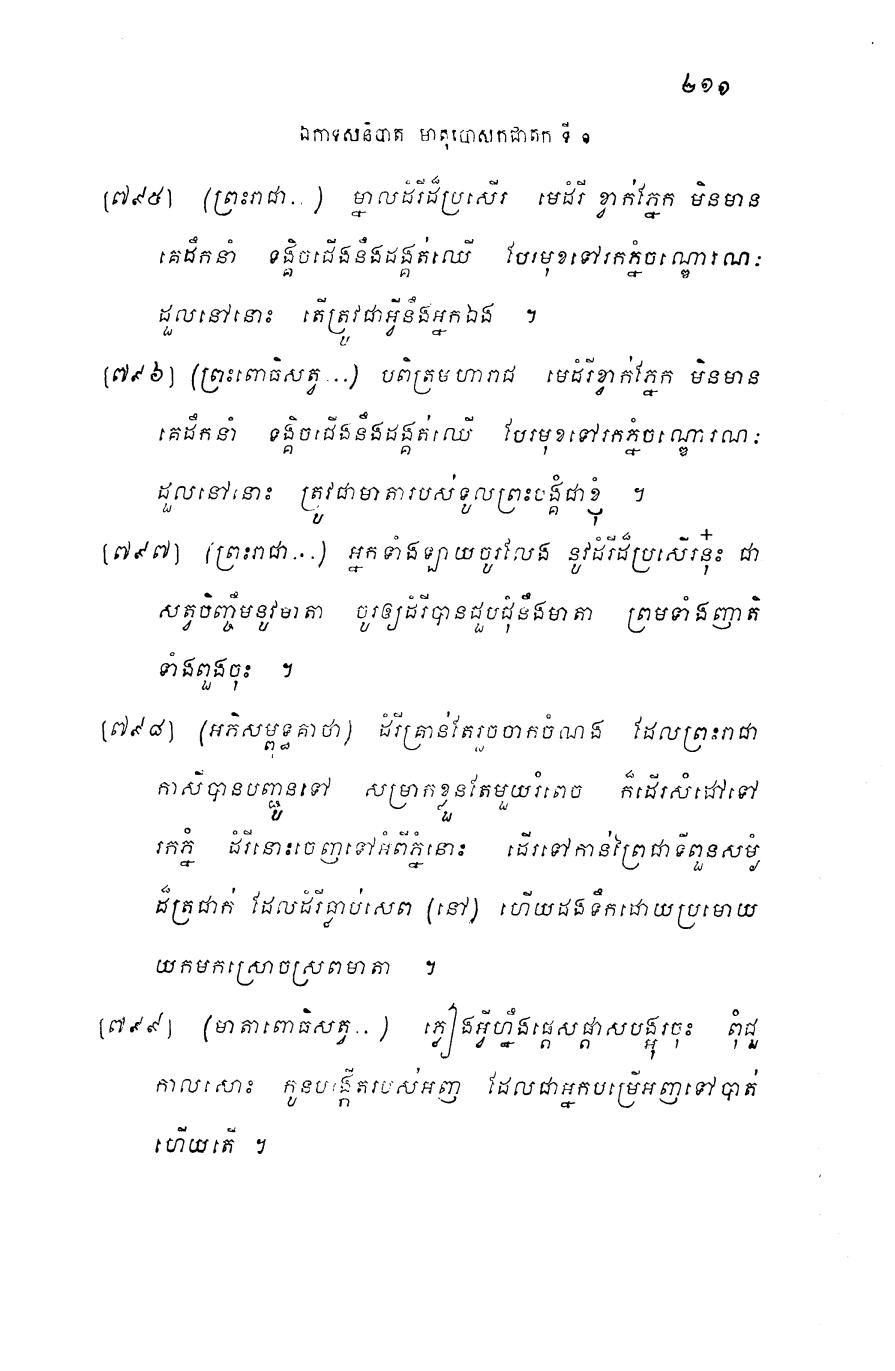 ២១១
ឯកាទសនិបាត មាតុបោសកជាតក ទី ១
[៧៩៥] (ព្រះរាជា..) ម្នាលដំរីដ៏ប្រសើរ មេដំរី ខ្វាក់ភ្នែក មិនមាន
គេដឹកនាំ ទង្គិចជើងនឹងដង្គត់ឈើ បែរមុខទៅរកភ្នំចណ្ឌោរណៈ
ដួលនៅនោះ តើត្រូវជាអ្វីនឹងអ្នកឯង ។
[៧៩៦] (ព្រះពោធិសត្វ...) បពិត្រមហារាជ មេដំរីខ្វាក់ភ្នែក មិនមាន
គេដឹកនាំ ទង្គិចជើងនឹងដង្គត់ឈើ បែរមុខទៅរកភ្នំចណ្ឌោរណៈ
ដួលនៅនោះ ត្រូវជាមាតារបស់ទូលព្រះបង្គំជាខ្ញុំ ។
[៧៩៧] (ព្រះរាជា...) អ្នកទាំងឡាយចូរលែង នូវដំរីដ៏ប្រសើរនុ៎ះ ជា
សត្វចិញ្ចឹមនូវមាតា ចូរឲ្យដំរីបានជួបជុំនឹងមាតា ព្រមទាំងញាតិ
ទាំងពួងចុះ ។
[៧៩៨] (អភិសម្ពុទ្ធគាថា) ដំរីគ្រាន់តែរួចចាកចំណង ដែលព្រះរាជា
កាសីបានបញ្ជូនទៅ សម្រាកខ្លួនតែមួយរំពេច ក៏ដើរសំដៅទៅ
រកភ្នំ ដំរីនោះចេញទៅអំពីភ្នំនោះ ដើរទៅកាន់ព្រៃជាទីពួនសម្ងំ
ដ៏ត្រជាក់ ដែលដំរីធ្លាប់សេព (នៅ) ហើយដងទឹកដោយប្រមោយ
យកមកស្រោចស្រពមាតា ។
[៧៩៩] (មាតាពោធិសត្វ..) ភ្លៀងអ្វីហ្នឹងផ្តេសផ្តាសបង្អុរចុះ ពុំដូ
កាលសោះ កូនបង្កើតរបស់អញ ដែលជាអ្នកបម្រើអញទៅបាត់
ហើយតើ ។